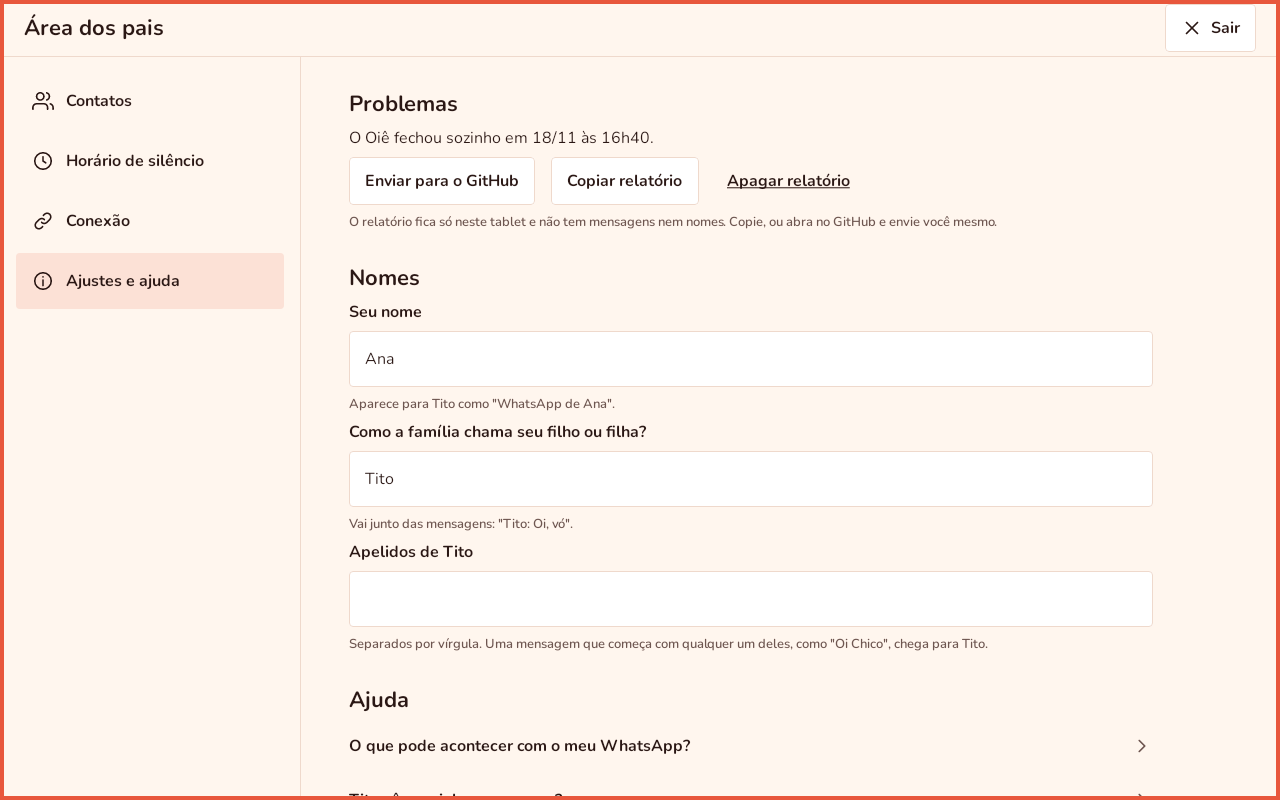 Área dos pais
Sair
Contatos
Horário de silêncio
Conexão
Ajustes e ajuda
Problemas
O Oiê fechou sozinho em 18/11 às 16h40.
Enviar para o GitHub
Copiar relatório
Apagar relatório
O relatório fica só neste tablet e não tem mensagens nem nomes. Copie, ou abra no GitHub e envie você mesmo.
Nomes
Seu nome
Ana
Aparece para Tito como "WhatsApp de Ana".
Como a família chama seu filho ou filha?
Tito
Vai junto das mensagens: "Tito: Oi, vó".
Apelidos de Tito
Separados por vírgula. Uma mensagem que começa com qualquer um deles, como "Oi Chico", chega para Tito.
Ajuda
O que pode acontecer com o meu WhatsApp?